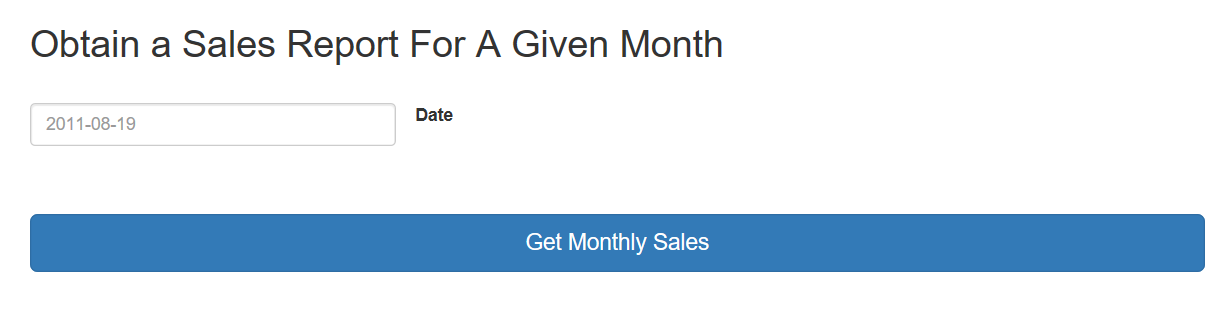 Obtain a Sales Report For A Given Month
2011-08-19
Date
Get Monthly Sales